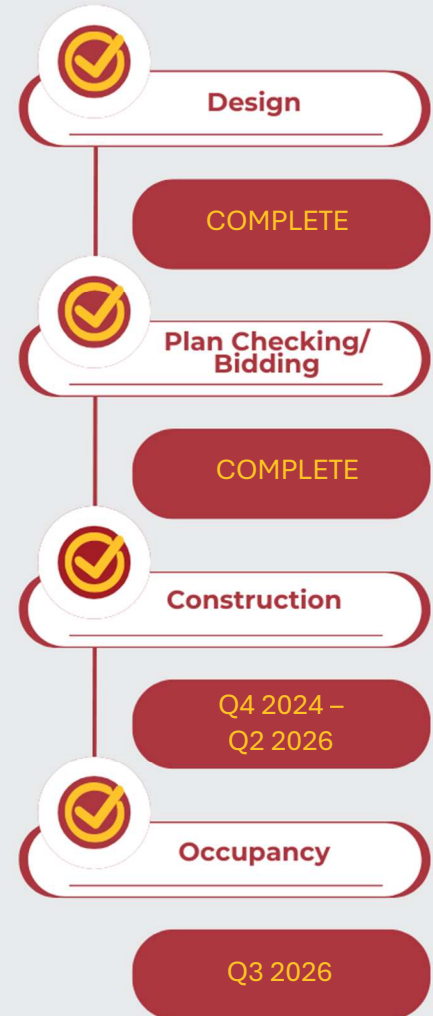 Design
COMPLETE
Plan Checking/
Bidding
COMPLETE
Construction
Q4 2024 –
Q2 2026
Occupancy
Q3 2026